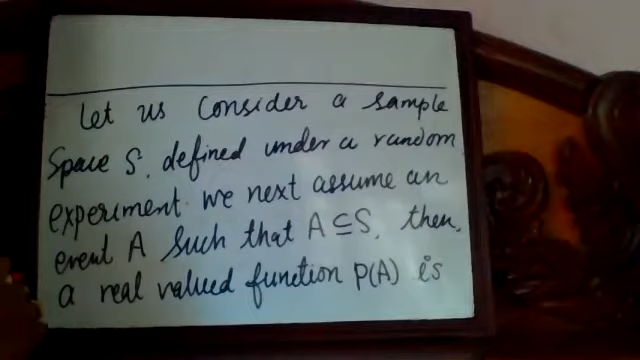 Let us consider a sample
Space S. defined under a random
experiment. we next assume an
event A such that A ⊆ S. then,
a real valued function P(A) is